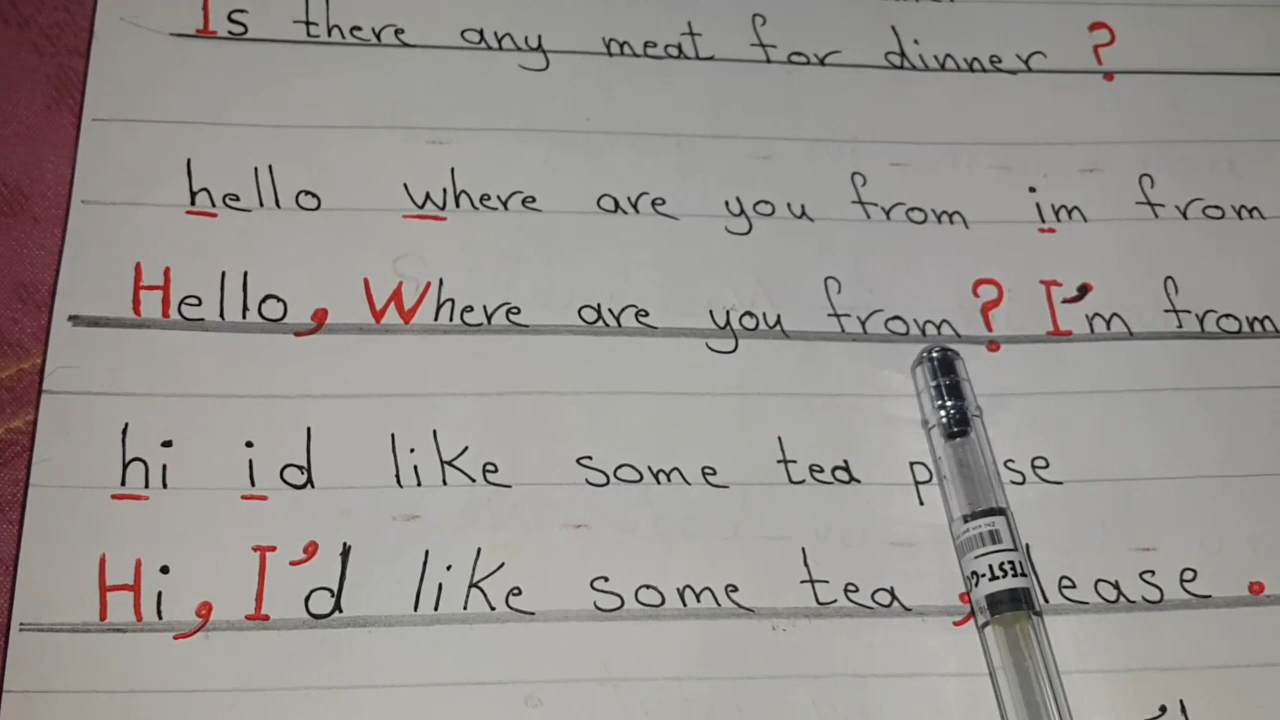 Is there any meat for dinner ?
hello where are you from im from
Hello, Where are you from? I'm from
hi id like some tea
Hi, I'd like some tea ,